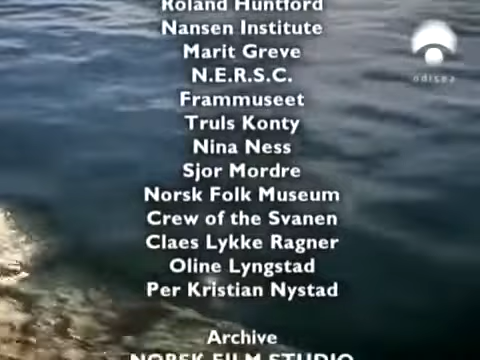 Roland Huntford
Nansen Institute
Marit Greve
N.E.R.S.C.
Frammuseet
Truls Konty
Nina Ness
Sjor Mordre
Norsk Folk Museum
Crew of the Svanen
Claes Lykke Ragner
Oline Lyngstad
Per Kristian Nystad
Archive
NORSK FILM STUDIO
odisea